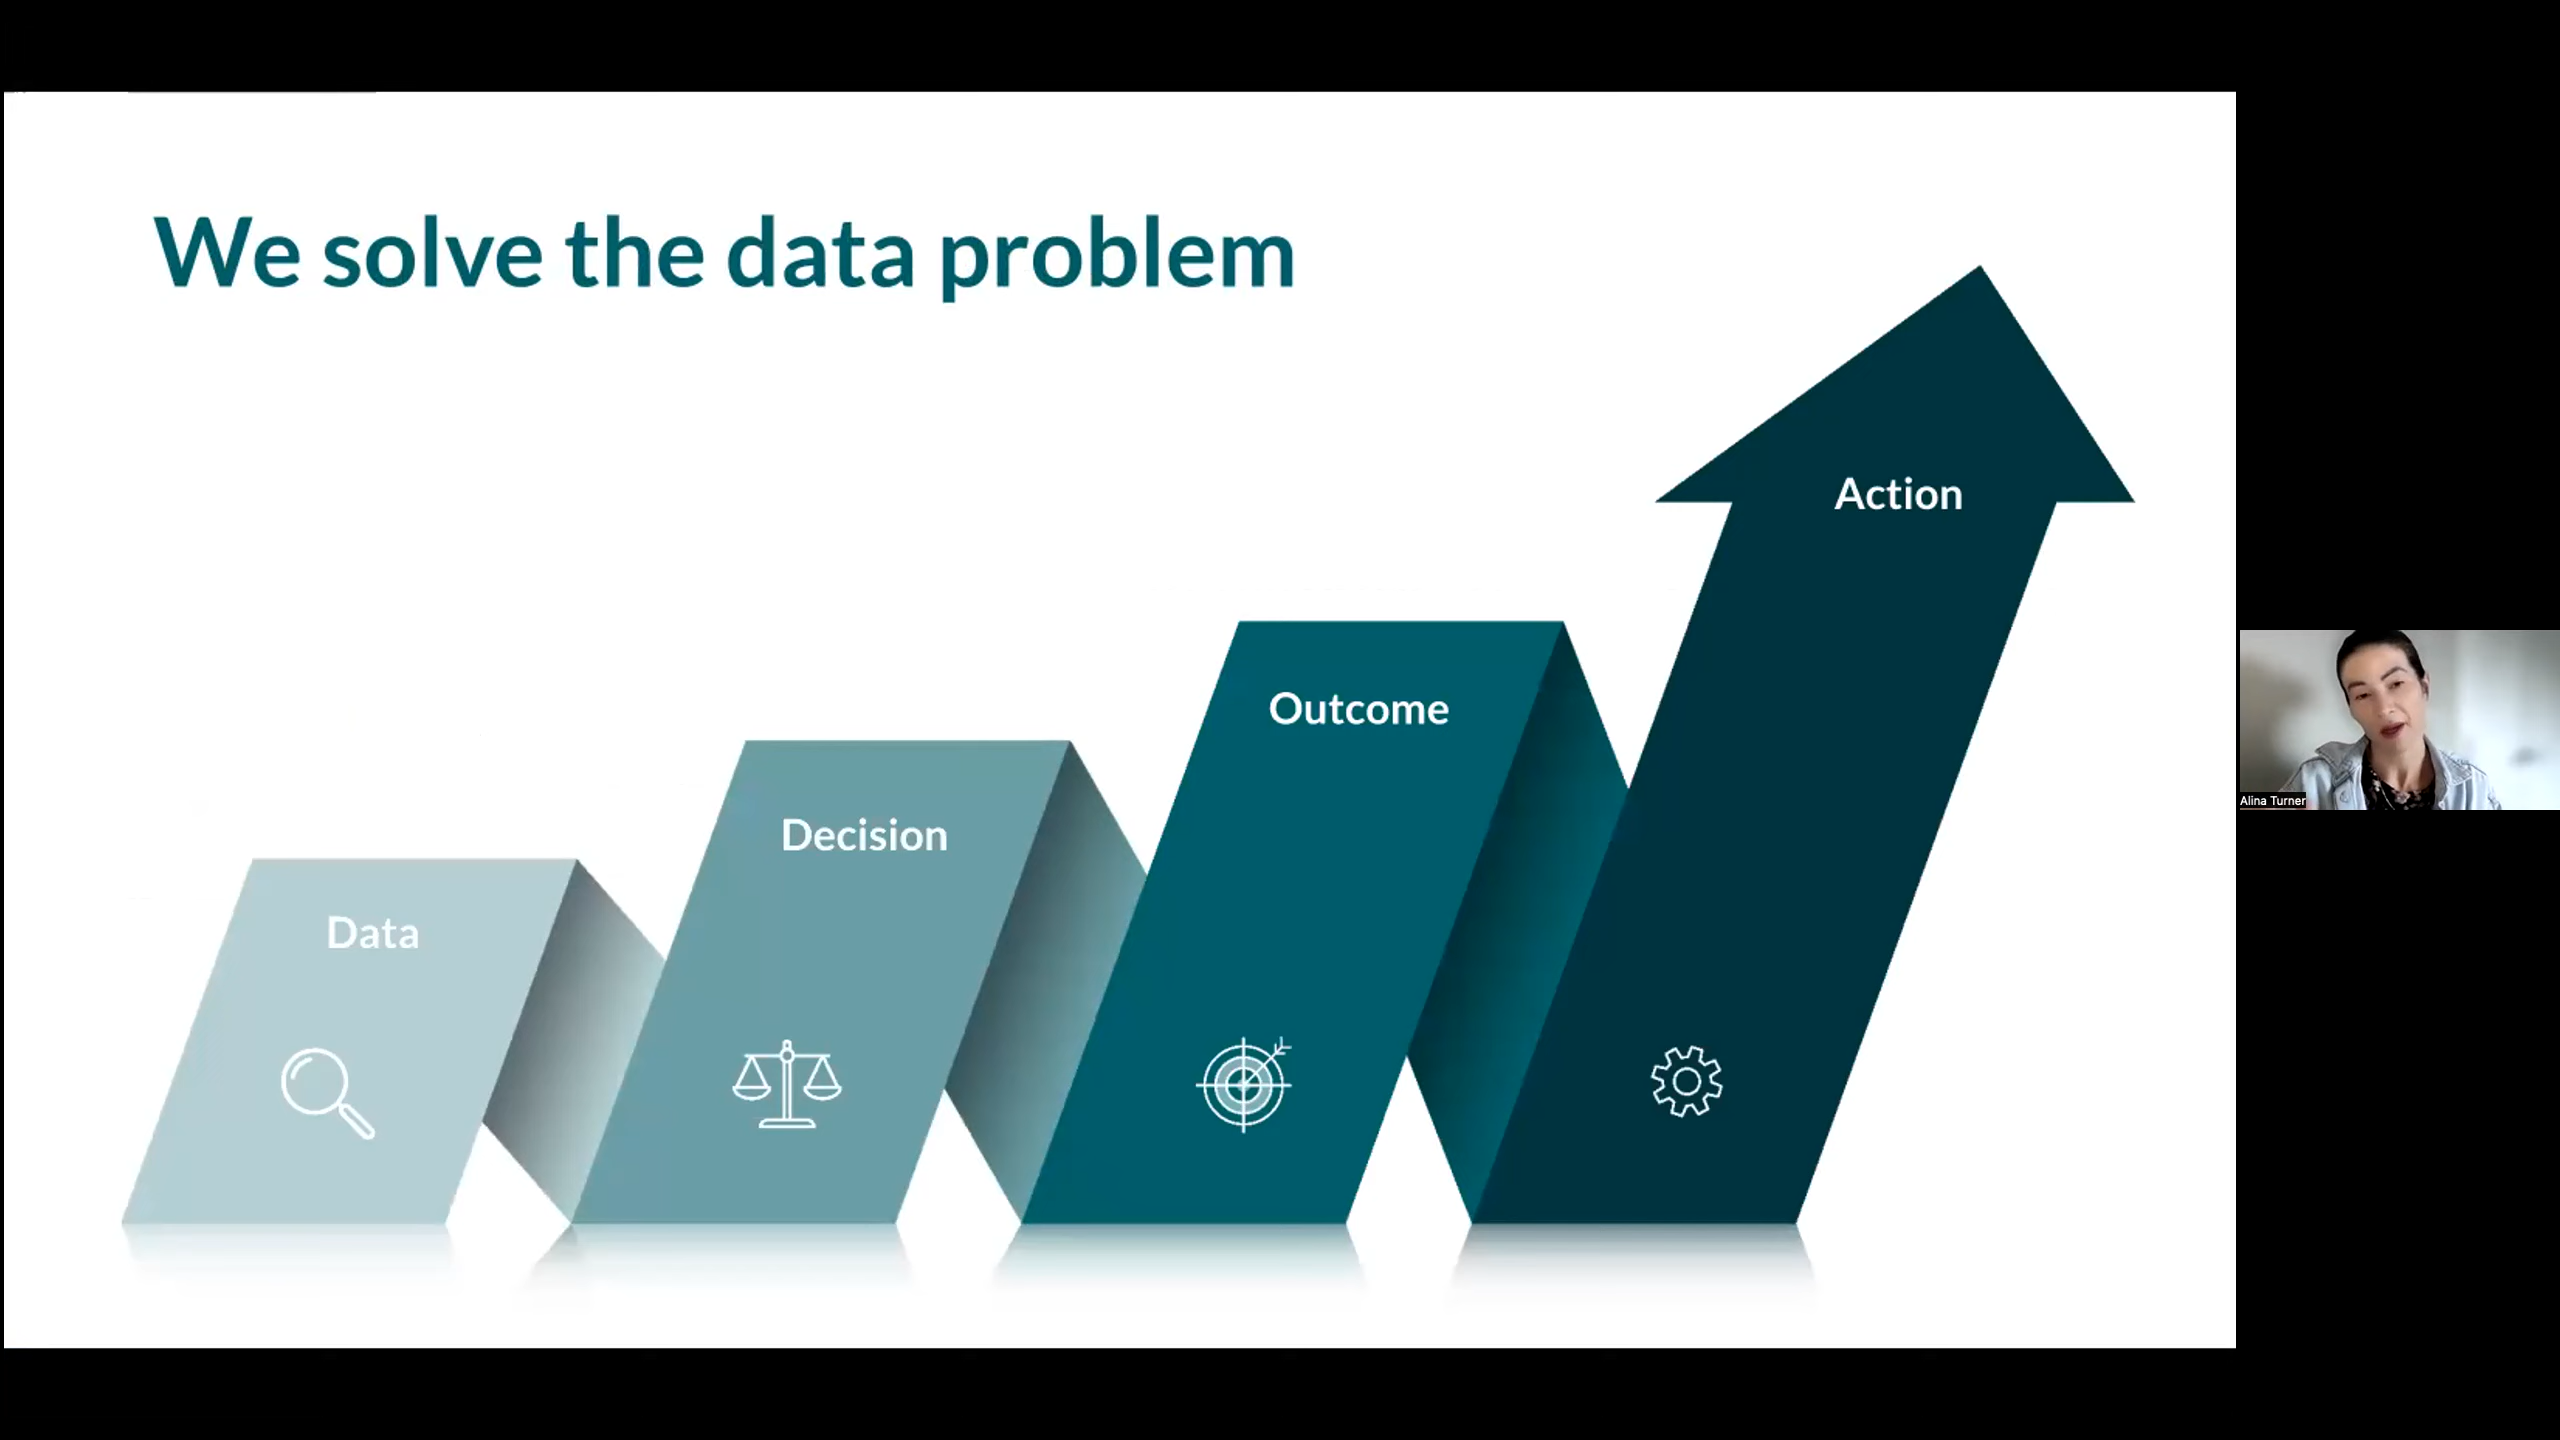 We solve the data problem
Action
Outcome
Decision
Data
Alina Turner